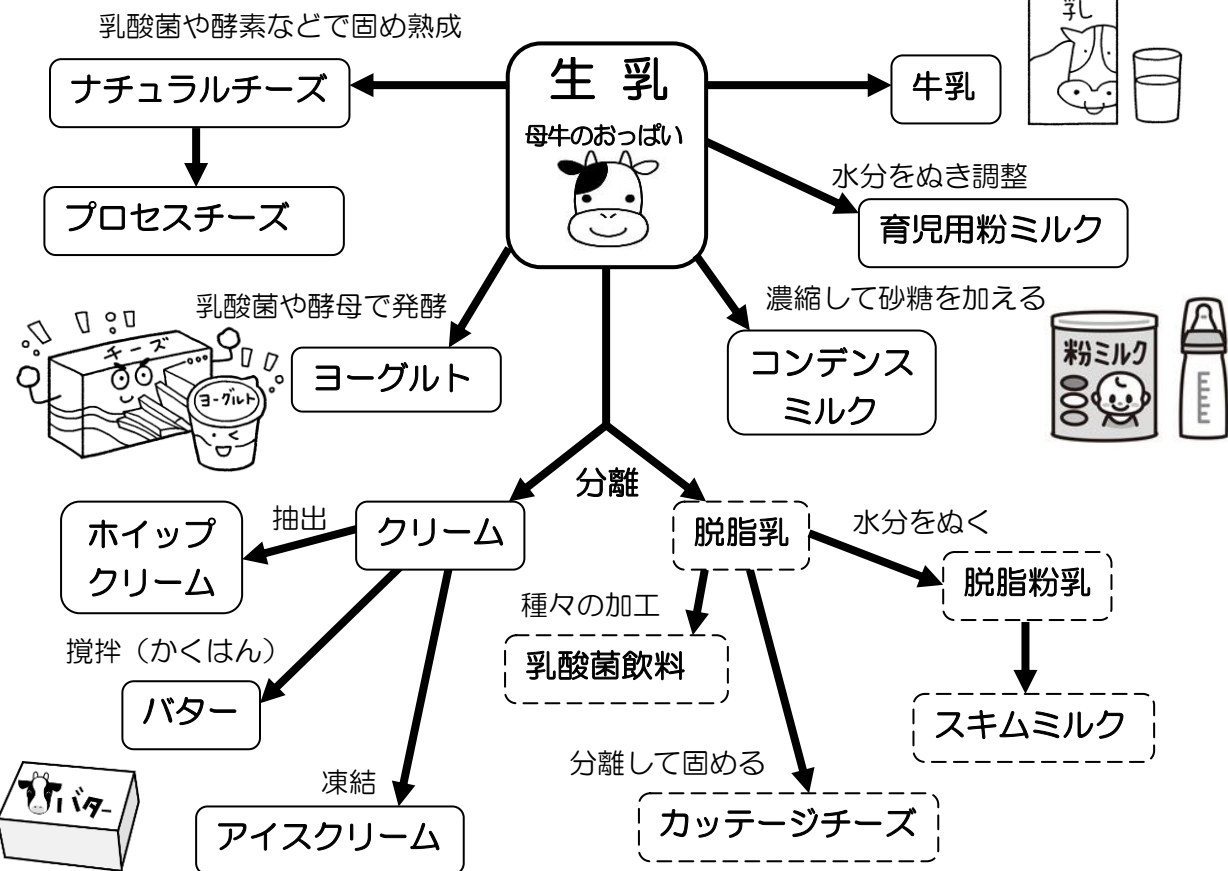 乳酸菌や酵素などで固め熟成
ナチュラルチーズ
プロセスチーズ
生 乳
母牛のおっぱい
牛乳
乳し
水分をぬき調整
育児用粉ミルク
乳酸菌や酵母で発酵
ヨーグルト
チーズ
ヨーグルト
濃縮して砂糖を加える
コンデンス
ミルク
粉ミルク
分離
抽出
クリーム
ホイップ
クリーム
撹拌（かくはん）
バター
バター
凍結
アイスクリーム
脱脂乳
水分をぬく
脱脂粉乳
スキムミルク
種々の加工
乳酸菌飲料
分離して固める
カッテージチーズ